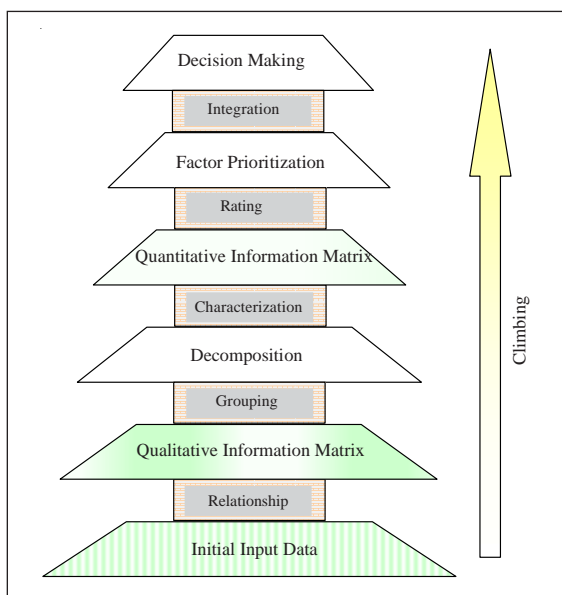 Decision Making
Integration
Factor Prioritization
Rating
Quantitative Information Matrix
Characterization
Decomposition
Grouping
Qualitative Information Matrix
Relationship
Initial Input Data
Climbing